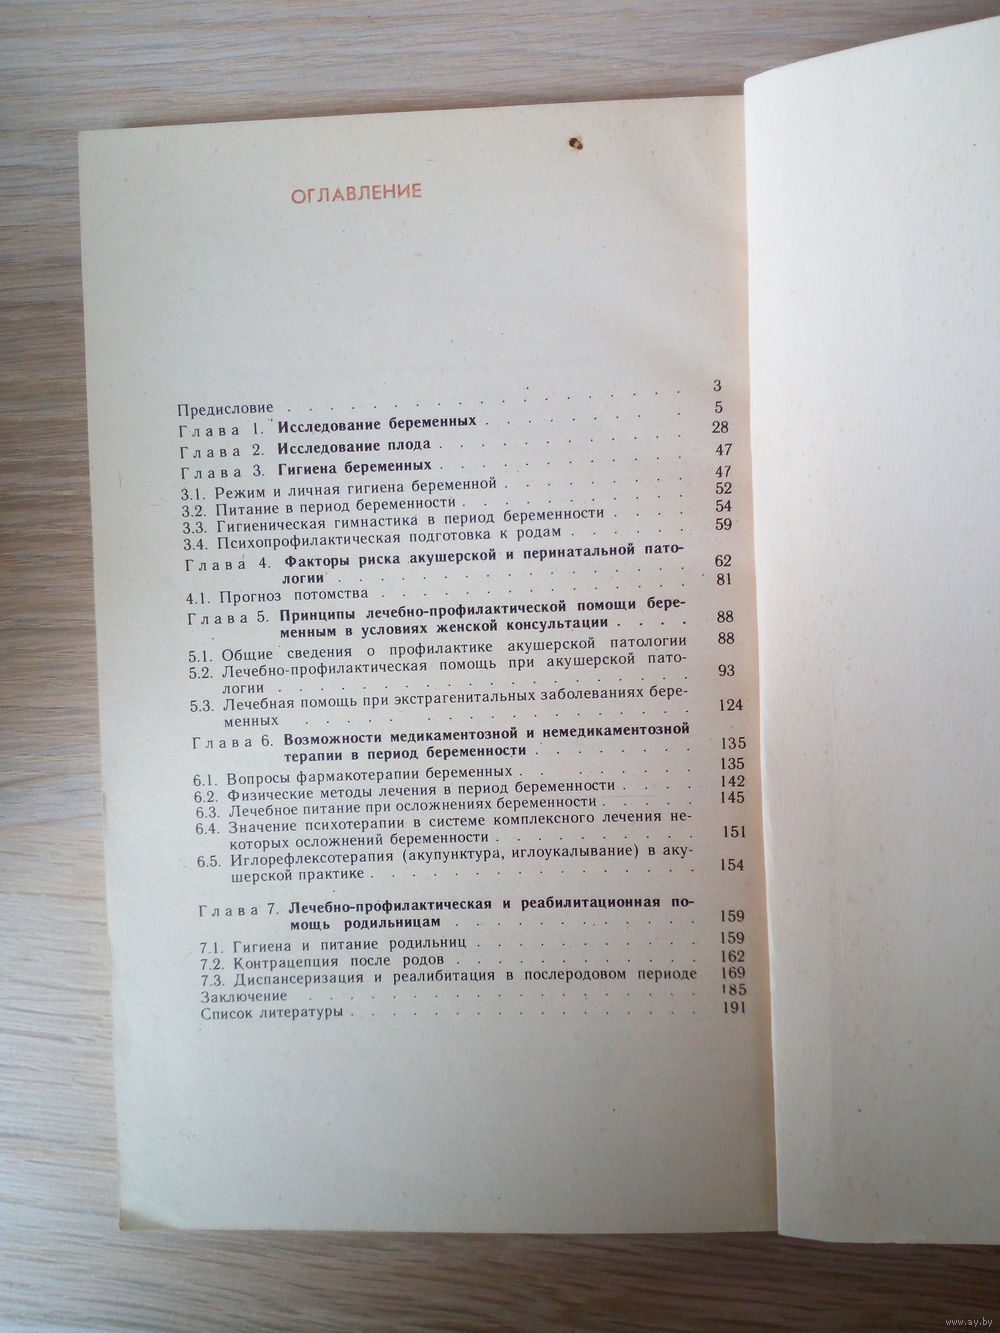 ОГЛАВЛЕНИЕ
Предисловие . . . . . . . . . . . . . . . . 3
Глава 1. Исследование беременных . . . . . . . 5
Глава 2. Исследование плода . . . . . . . . . 28
Глава 3. Гигиена беременных . . . . . . . . . 47
3.1. Режим и личная гигиена беременной . . . . . . . 47
3.2. Питание в период беременности . . . . . . . . 52
3.3. Гигиеническая гимнастика в период беременности . . . 54
3.4. Психопрофилактическая подготовка к родам . . . . . 59
Глава 4. Факторы риска акушерской и перинатальной пато-
логии . . . . . . . . . . . . . 62
4.1. Прогноз потомства . . . . . . . . . . . 81
Глава 5. Принципы лечебно-профилактической помощи бере-
менным в условиях женской консультации . . . . 88
5.1. Общие сведения о профилактике акушерской патологии 88
5.2. Лечебно-профилактическая помощь при акушерской пато-
логии . . . . . . . . . . . . . . . 93
5.3. Лечебная помощь при экстрагенитальных заболеваниях бере-
менных . . . . . . . . . . . . . . 124
Глава 6. Возможности медикаментозной и немедикаментозной
терапии в период беременности . . . . . . 135
6.1. Вопросы фармакотерапии беременных . . . . . . . 135
6.2. Физические методы лечения в период беременности . . . . 142
6.3. Лечебное питание при осложнениях беременности . . . . 145
6.4. Значение психотерапии в системе комплексного лечения не-
которых осложнений беременности . . . . . . . . 151
6.5. Иглорефлексотерапия (акупунктура, иглоукалывание) в аку-
шерской практике . . . . . . . . . . . . 154
Глава 7. Лечебно-профилактическая и реабилитационная по-
мощь родильницам . . . . . . . . . 159
7.1. Гигиена и питание родильниц . . . . . . . . 159
7.2. Контрацепция после родов . . . . . . . . . 162
7.3. Диспансеризация и реалибитация в послеродовом периоде 169
Заключение . . . . . . . . . . . . . . 185
Список литературы . . . . . . . . . . . . 191
www.ay.by